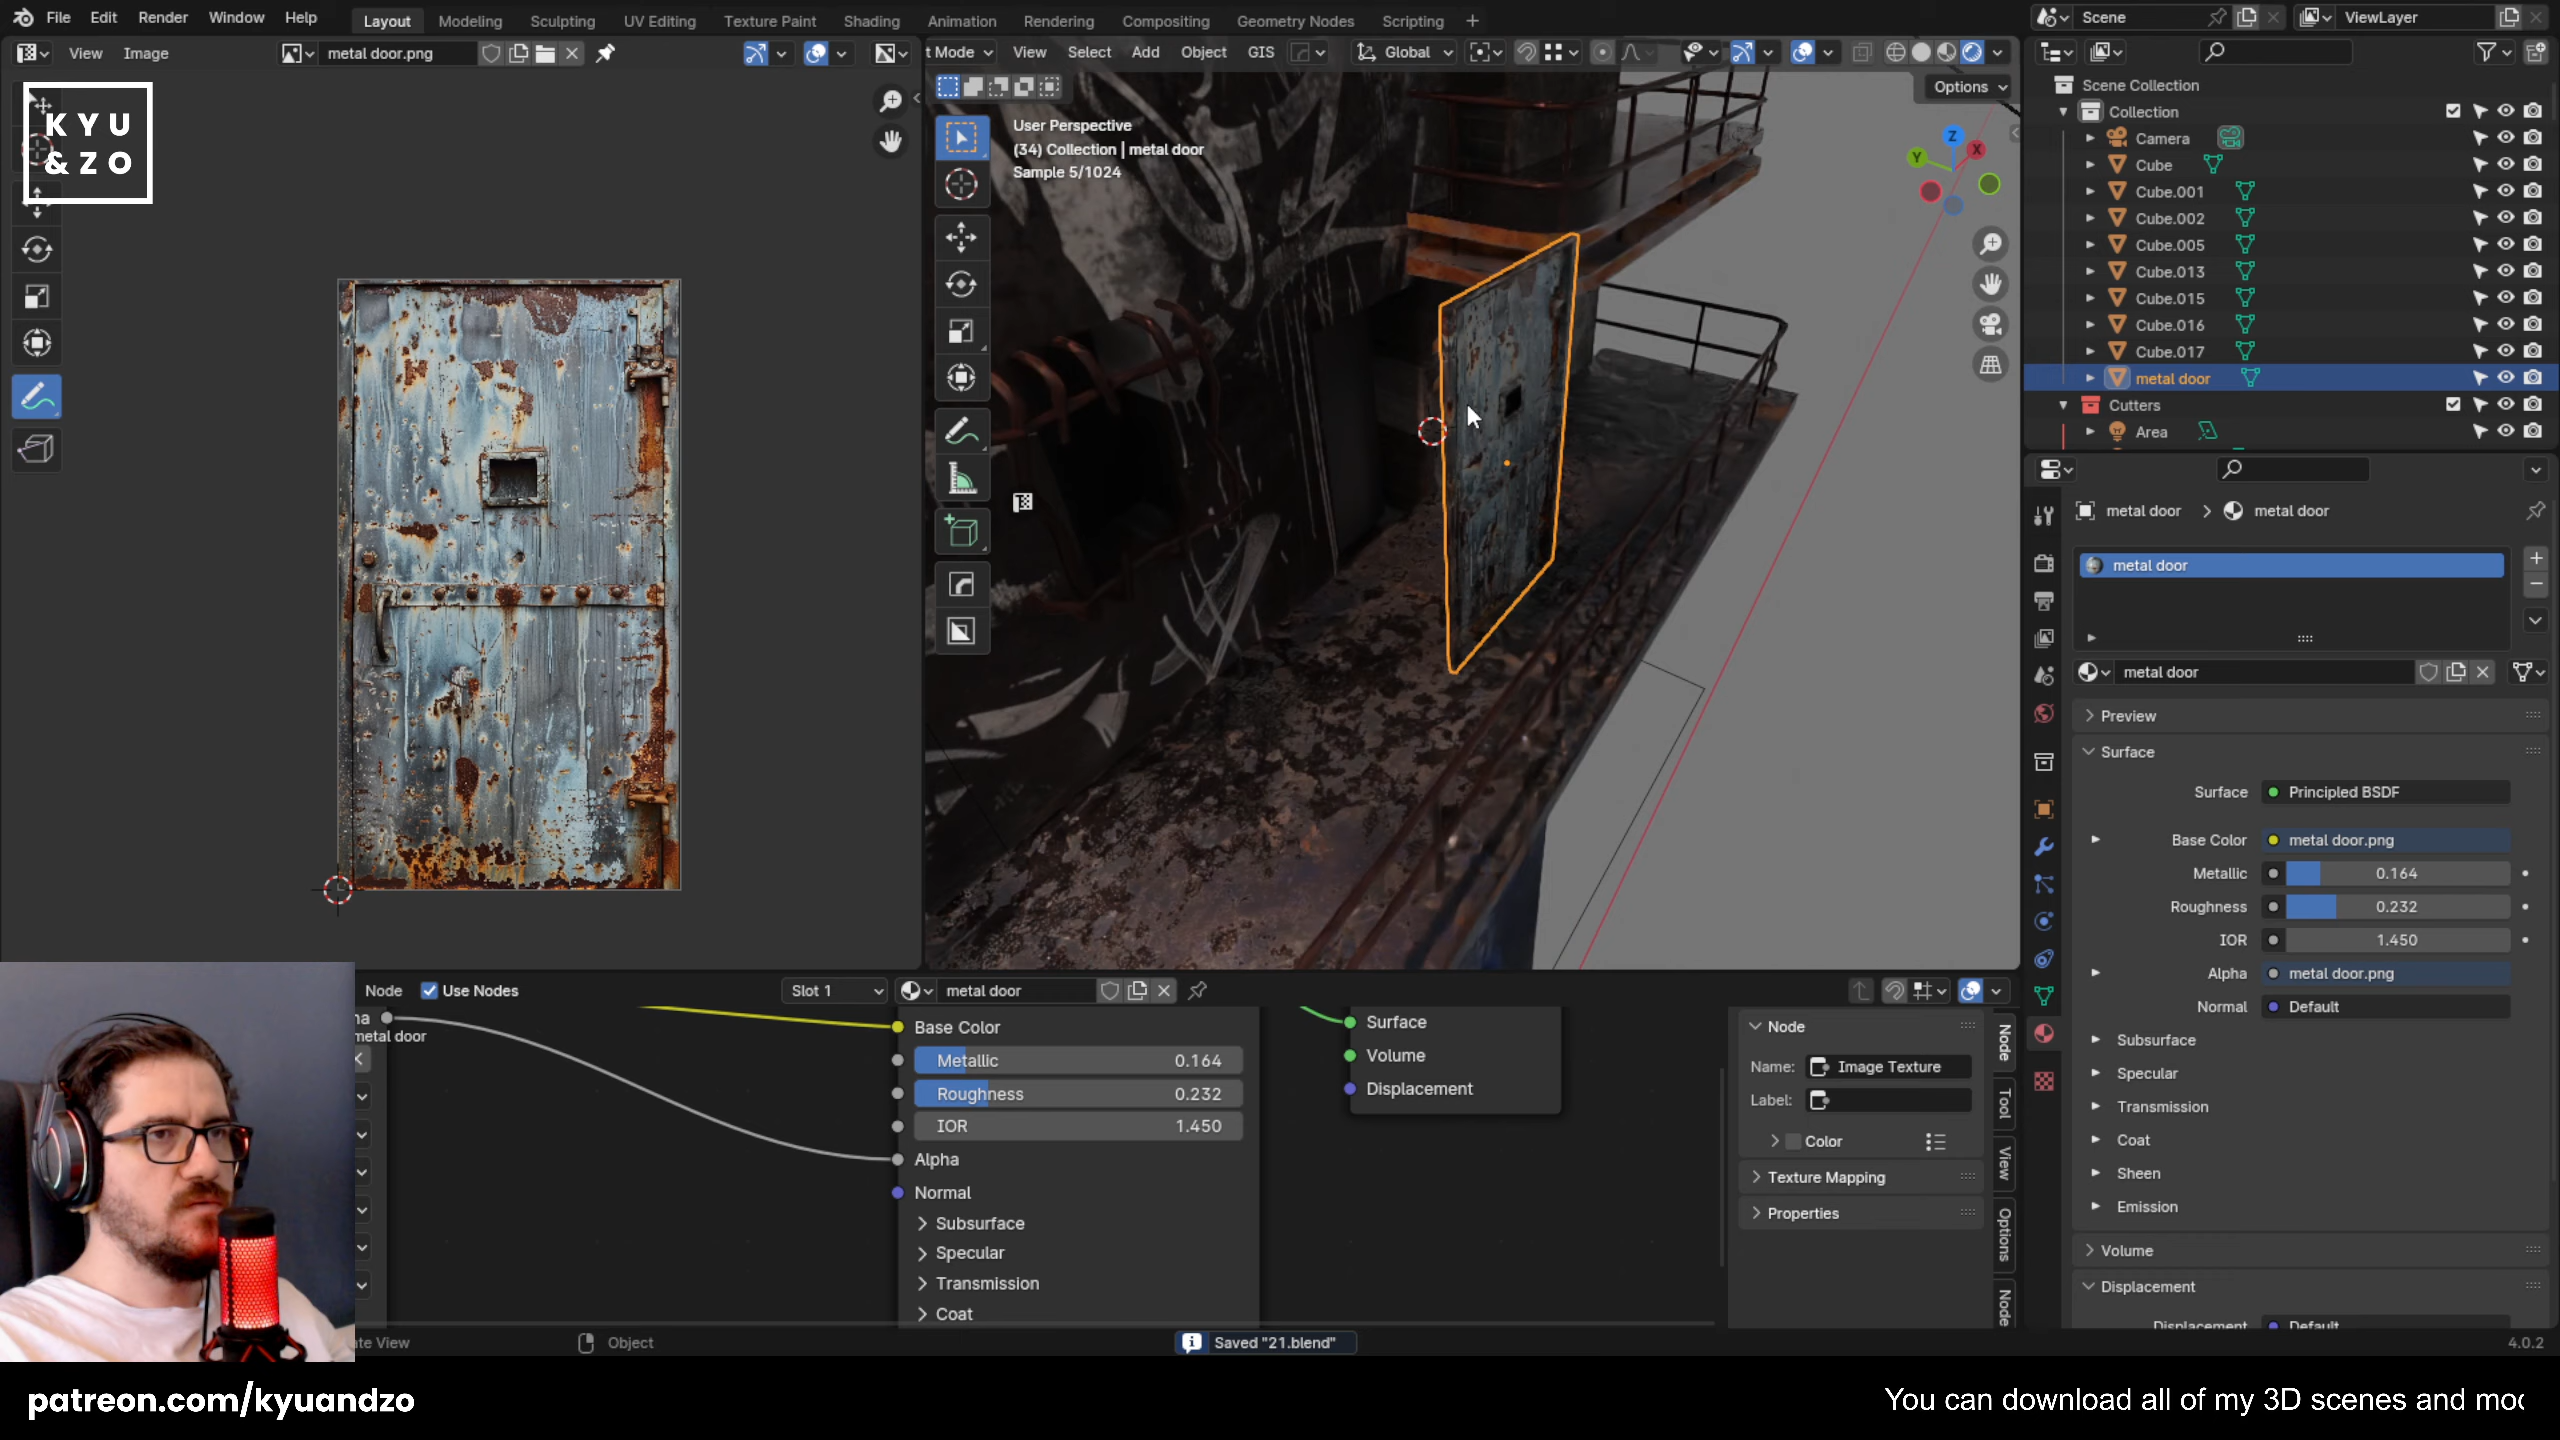 File Edit Render Window Help
Layout Modeling Sculpting UV Editing Texture Paint Shading Animation Rendering Compositing Geometry Nodes Scripting +
Scene
ViewLayer
View Image
metal door.png
t Mode View Select Add Object GIS
Global
Options
KYU
&ZO
User Perspective
(34) Collection | metal door
Sample 5/1024
Z
X
Y
Scene Collection
Collection
Camera
Cube
Cube.001
Cube.002
Cube.005
Cube.013
Cube.015
Cube.016
Cube.017
metal door
Cutters
Area
metal door > metal door
metal door
metal door
Preview
Surface
Surface Principled BSDF
Base Color metal door.png
Metallic 0.164
Roughness 0.232
IOR 1.450
Alpha metal door.png
Normal Default
Subsurface
Specular
Transmission
Coat
Sheen
Emission
Volume
Displacement
Displacement Default
Node Use Nodes
Slot 1
metal door
ha
metal door
Base Color
Metallic 0.164
Roughness 0.232
IOR 1.450
Alpha
Normal
Subsurface
Specular
Transmission
Coat
Surface
Volume
Displacement
Node
Name: Image Texture
Label:
Color
Texture Mapping
Properties
Node
Tool
View
Options
Node
ate View
Object
Saved "21.blend"
4.0.2
patreon.com/kyuandzo
You can download all of my 3D scenes and mod